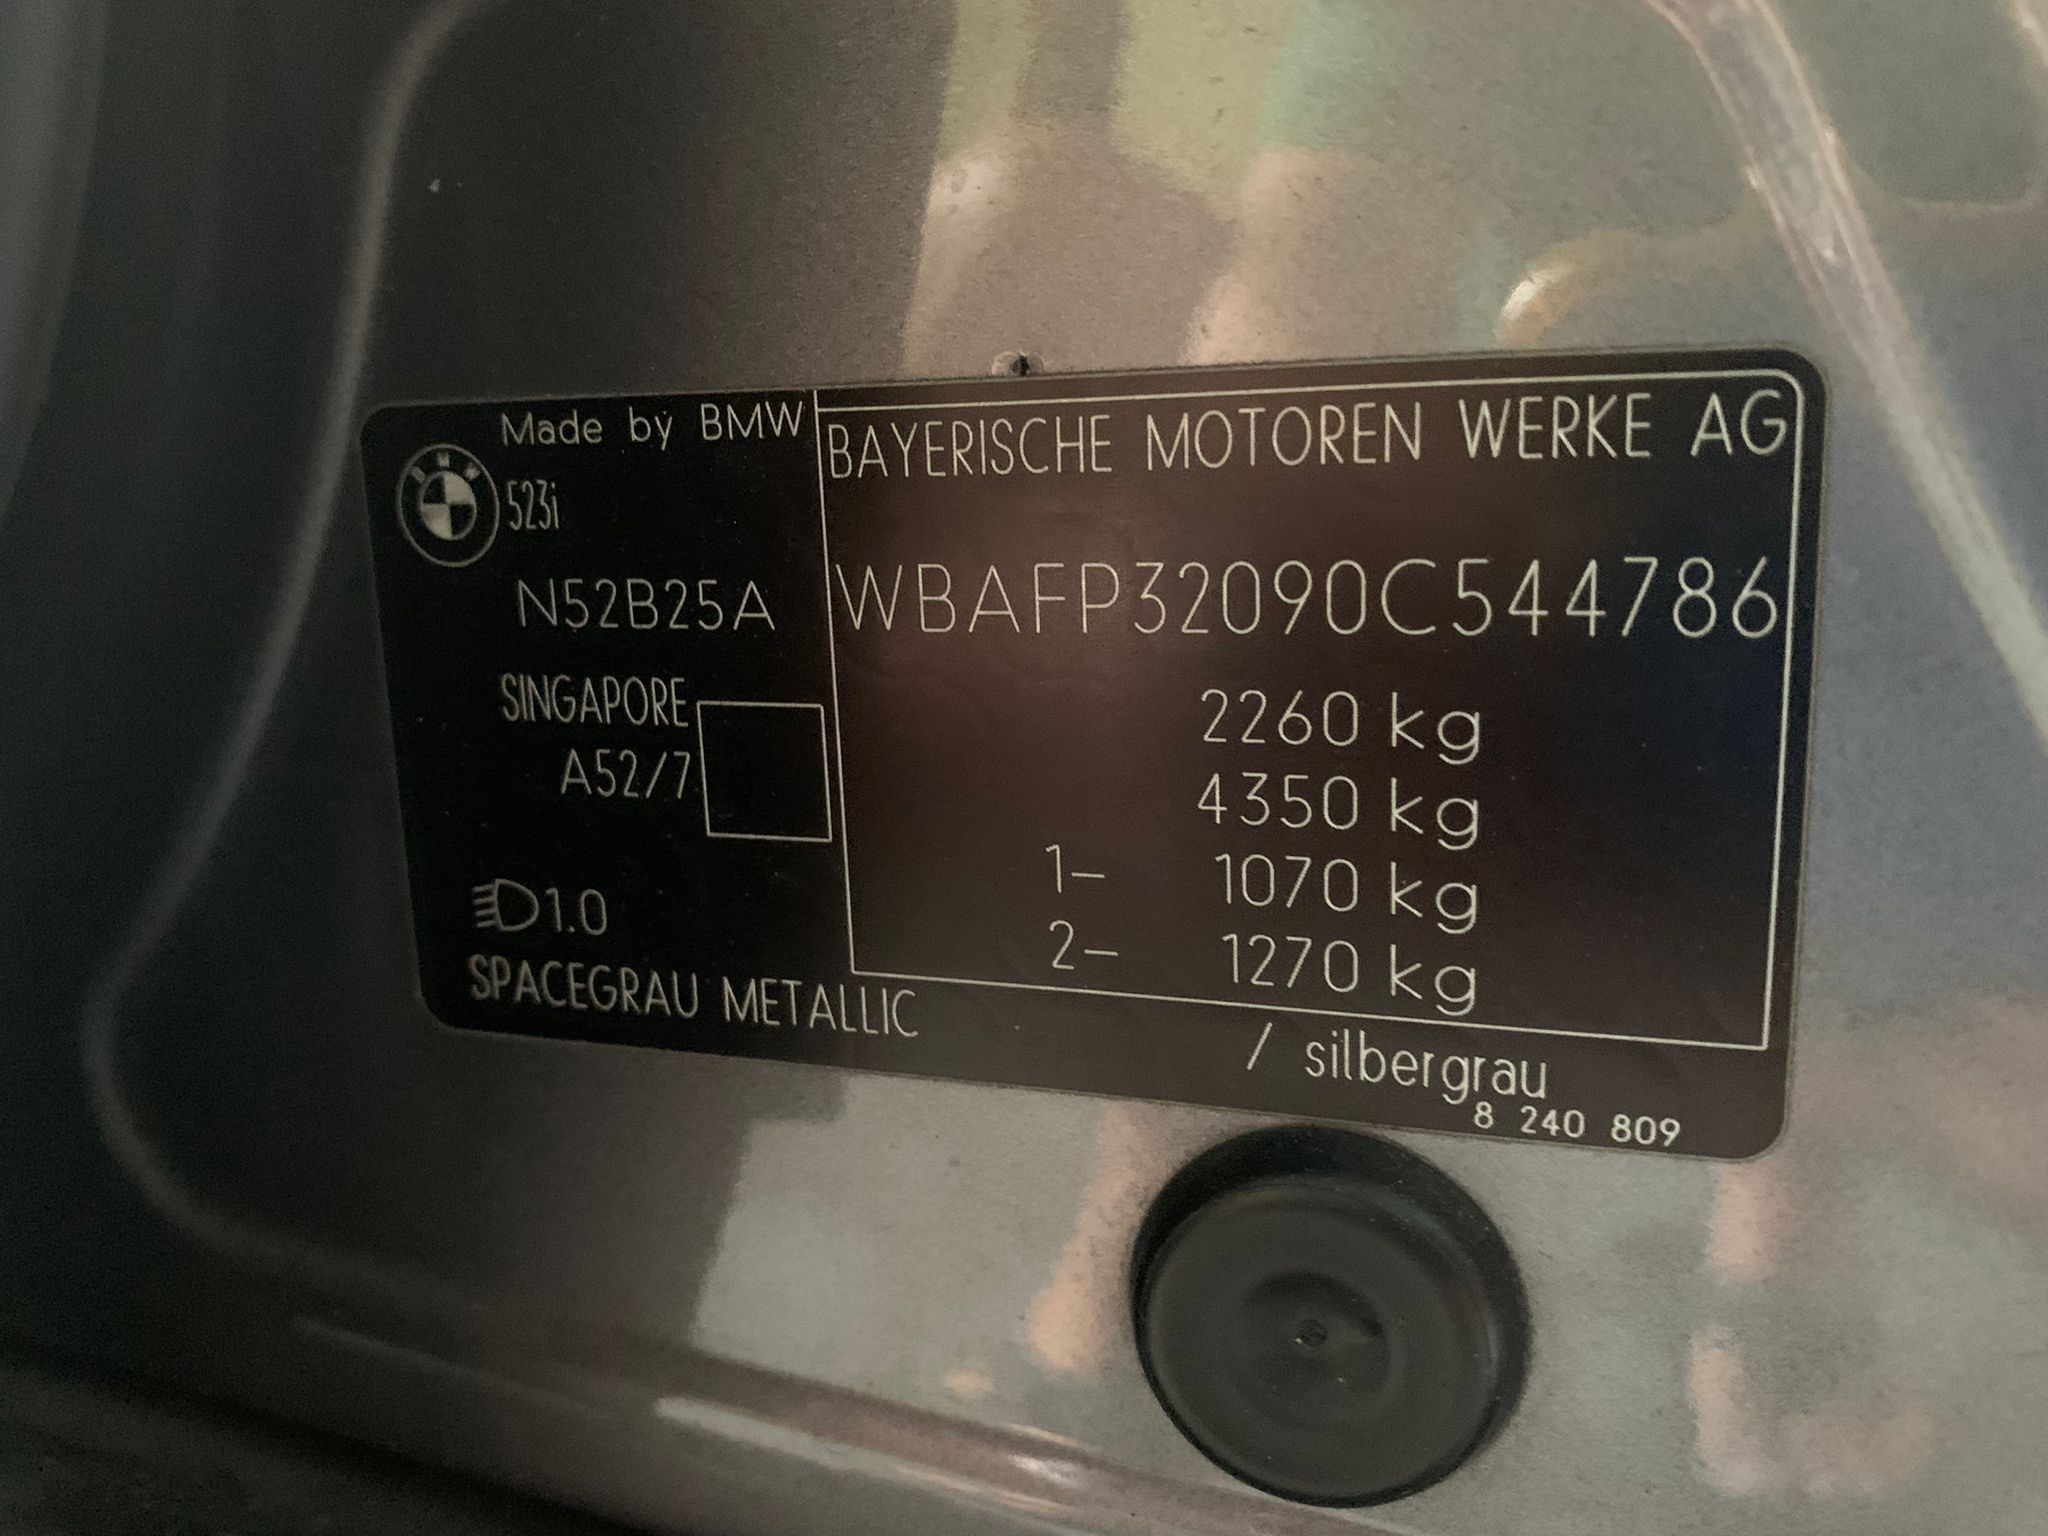 Made by BMW
BMW
523i
N52B25A
SINGAPORE
A52/7
1.0
BAYERISCHE MOTOREN WERKE AG
WBAFP32090C544786
2260 kg
4350 kg
1– 1070 kg
2– 1270 kg
SPACEGRAU METALLIC / silbergrau
8 240 809